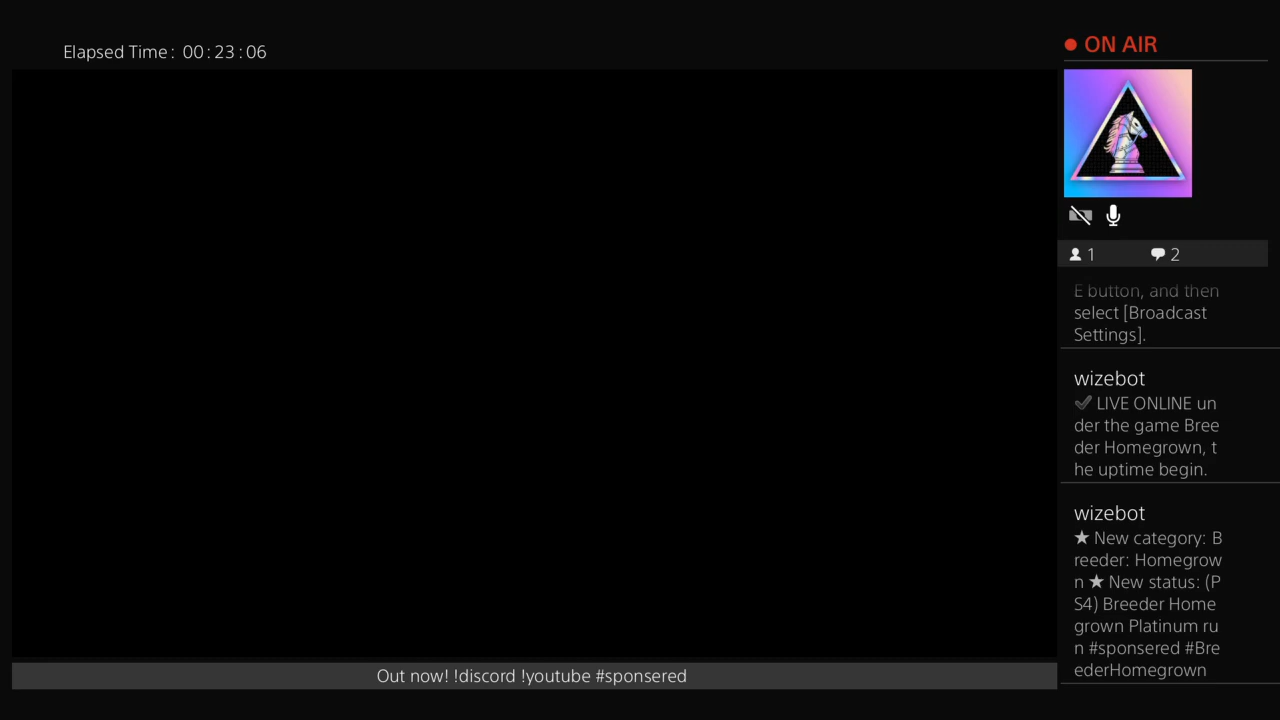 Elapsed Time: 00:23:06
ON AIR
1 2
E button, and then
select [Broadcast
Settings].
wizebot
✔ LIVE ONLINE un
der the game Bree
der Homegrown, t
he uptime begin.
wizebot
★ New category: B
reeder: Homegrow
n ★ New status: (P
S4) Breeder Home
grown Platinum ru
n #sponsered #Bre
ederHomegrown
Out now! !discord !youtube #sponsered